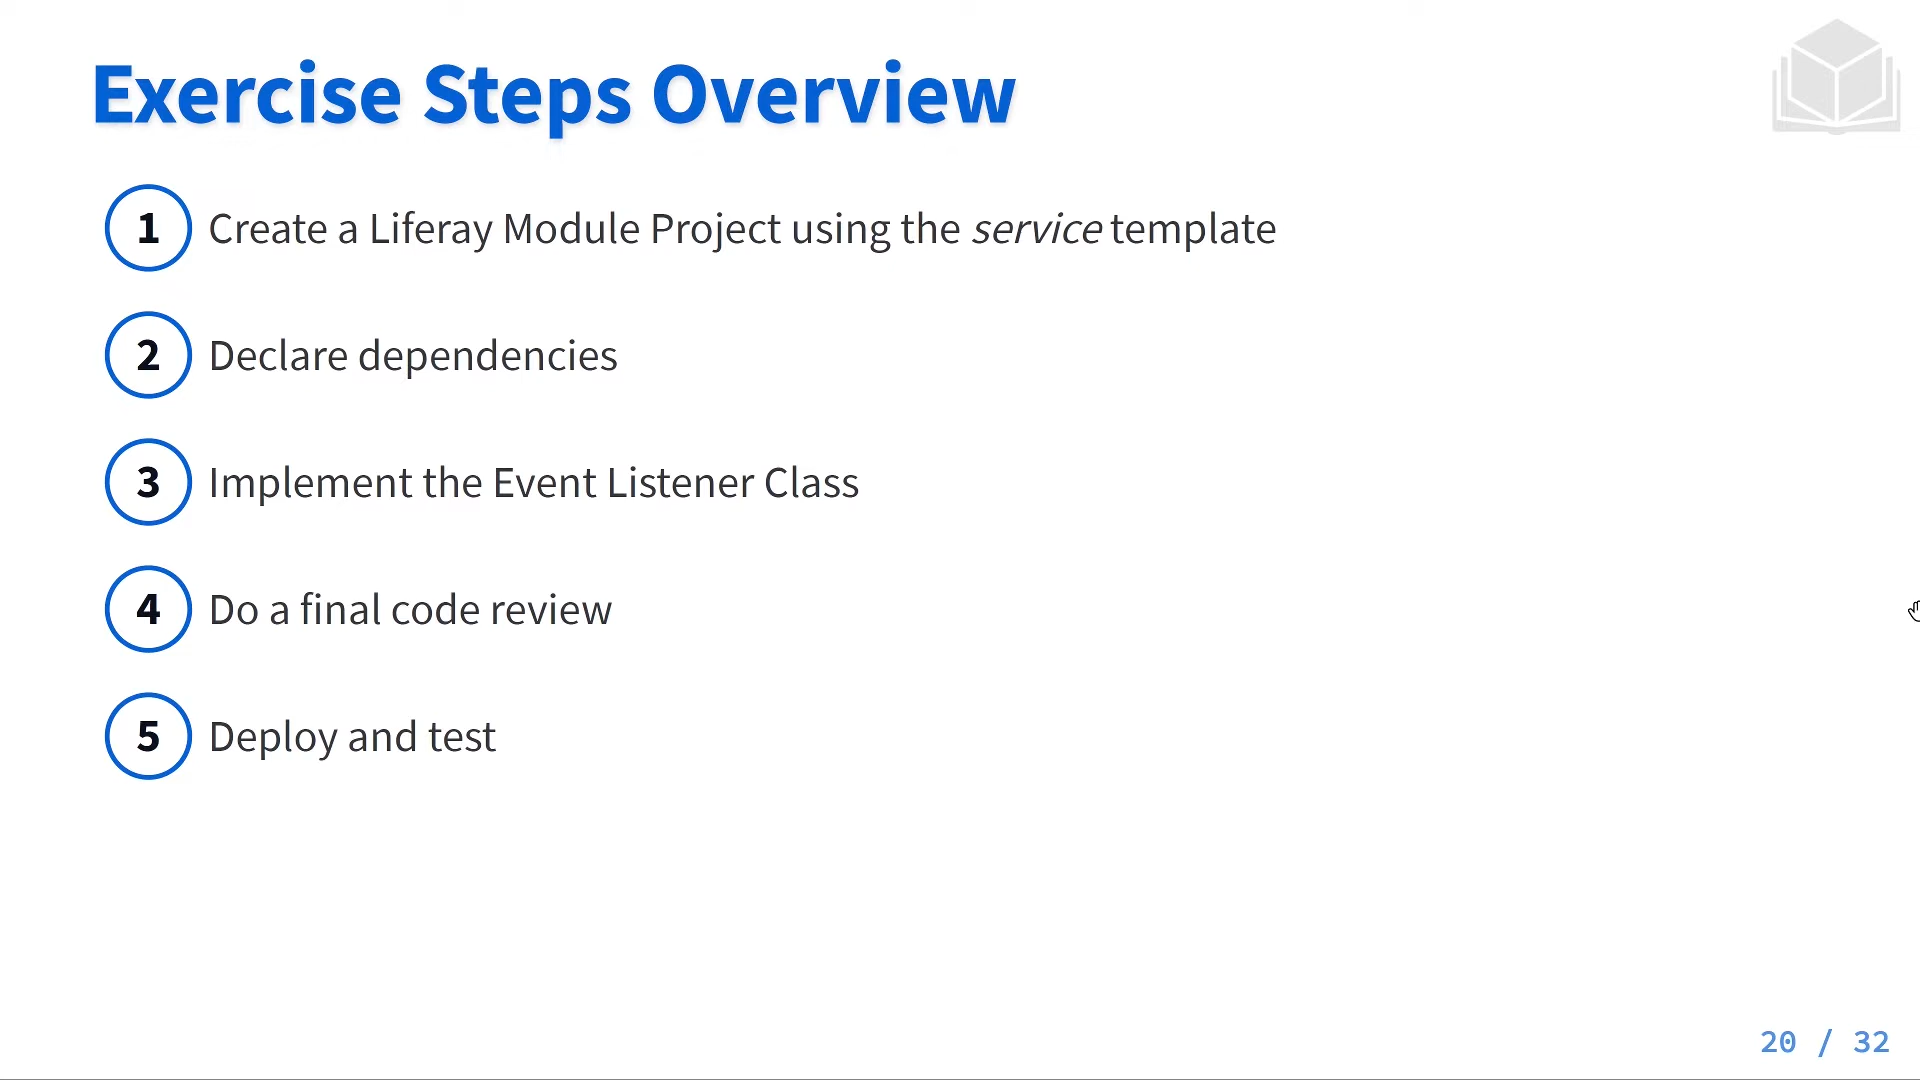 Exercise Steps Overview
1 Create a Liferay Module Project using the service template
2 Declare dependencies
3 Implement the Event Listener Class
4 Do a final code review
5 Deploy and test
20 / 32